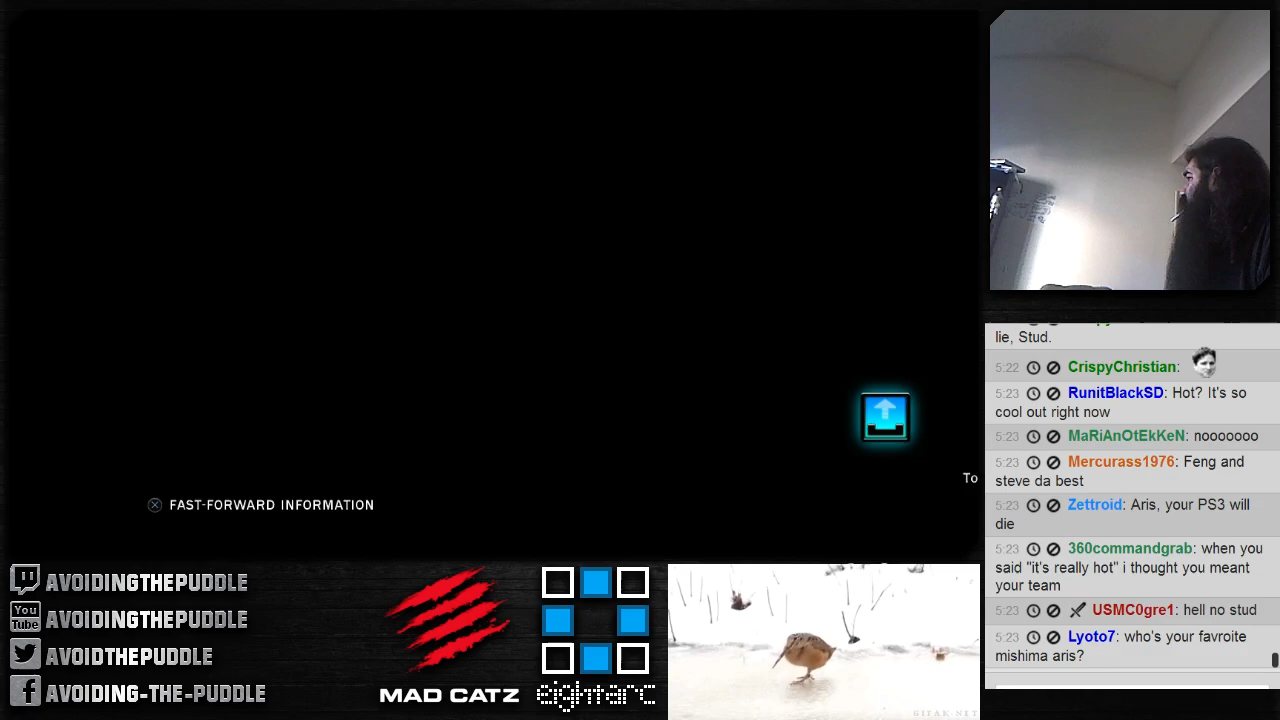 lie, Stud.
5:22 CrispyChristian:
5:23 RunitBlackSD: Hot? It's so
cool out right now
5:23 MaRiAnOtEkKeN: nooooooo
5:23 Mercurass1976: Feng and
steve da best
5:23 Zettroid: Aris, your PS3 will
die
5:23 360commandgrab: when you
said "it's really hot" i thought you meant
your team
5:23 USMC0gre1: hell no stud
5:23 Lyoto7: who's your favroite
mishima aris?
To
FAST-FORWARD INFORMATION
AVOIDINGTHEPUDDLE
You Tube AVOIDINGTHEPUDDLE
AVOIDTHEPUDDLE
f AVOIDING-THE-PUDDLE
MAD CATZ
eightarc
GITAK-NET